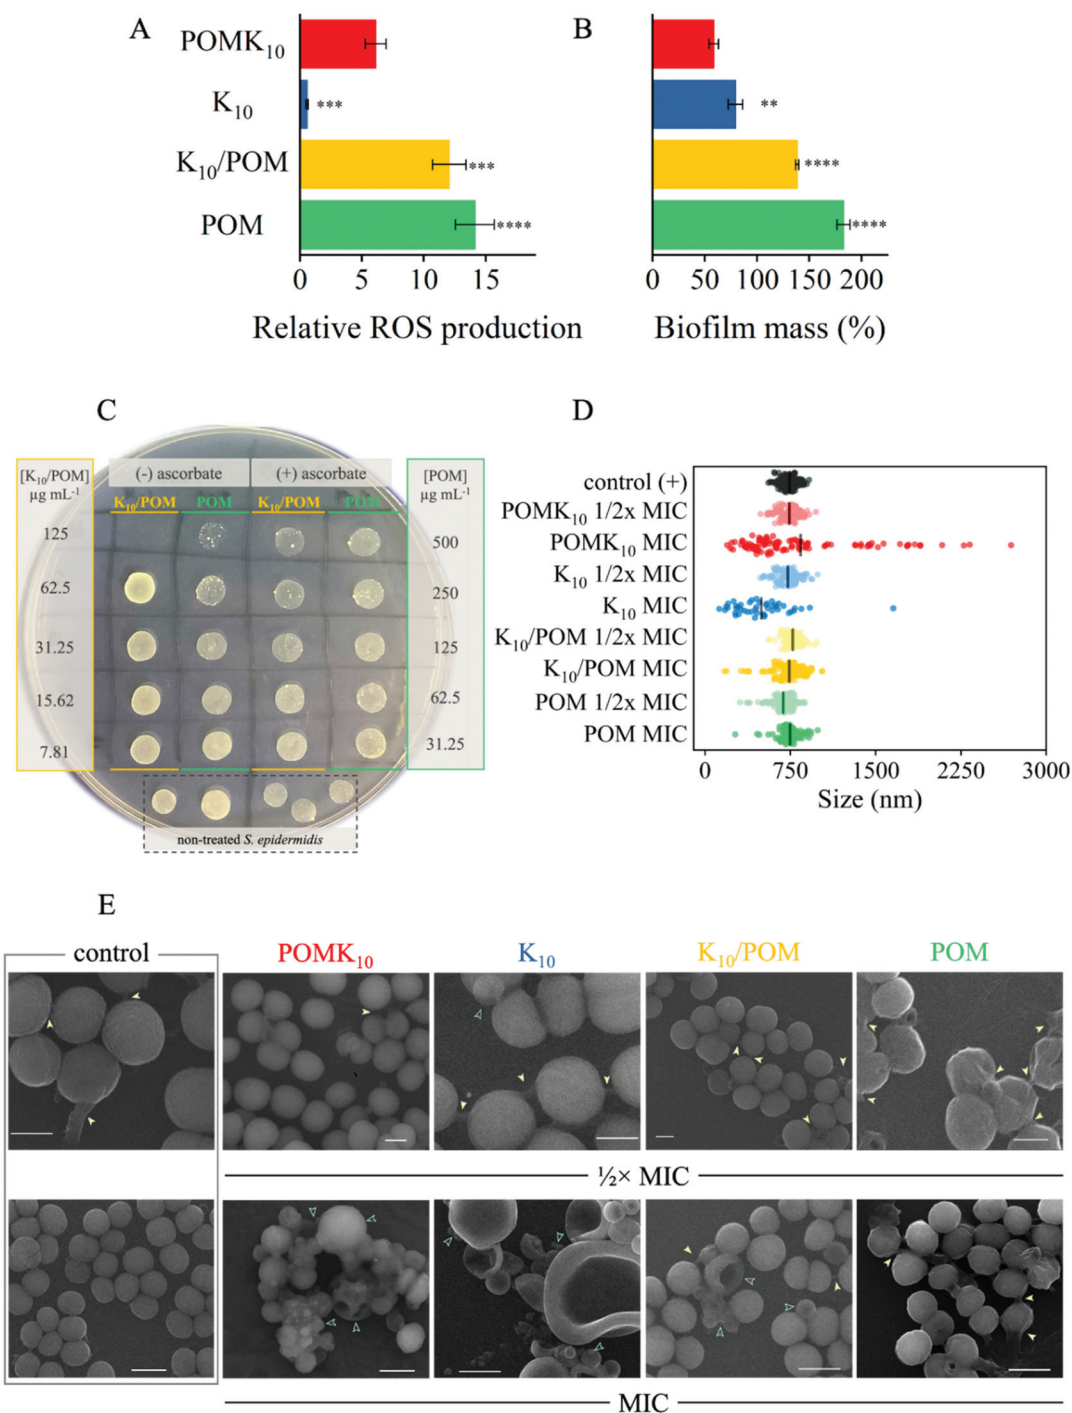 A
B
POMK10
K10
K10/POM
POM
***
***
****
**
****
****
0 5 10 15
0 50 100 150 200
Relative ROS production
Biofilm mass (%)
C
D
[K10/POM]
µg mL-1
125
62.5
31.25
15.62
7.81
(-) ascorbate
(+) ascorbate
K10/POM
POM
K10/POM
POM
[POM]
µg mL-1
500
250
125
62.5
31.25
non-treated S. epidermidis
control (+)
POMK10 1/2x MIC
POMK10 MIC
K10 1/2x MIC
K10 MIC
K10/POM 1/2x MIC
K10/POM MIC
POM 1/2x MIC
POM MIC
0 750 1500 2250 3000
Size (nm)
E
control
POMK10
K10
K10/POM
POM
½× MIC
MIC